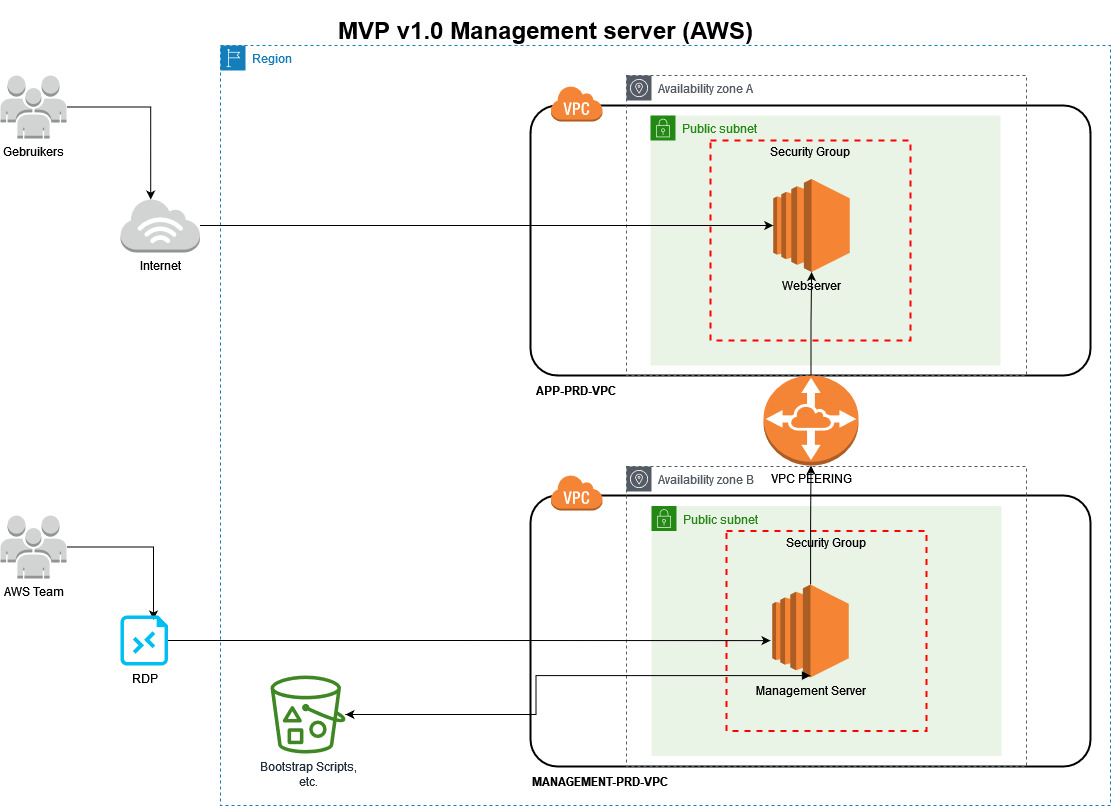 MVP v1.0 Management server (AWS)
Region
Availability zone A
VPC
Public subnet
Security Group
Gebruikers
Internet
Webserver
APP-PRD-VPC
Availability zone B
VPC PEERING
VPC
Public subnet
Security Group
AWS Team
RDP
Management Server
Bootstrap Scripts,
etc.
MANAGEMENT-PRD-VPC